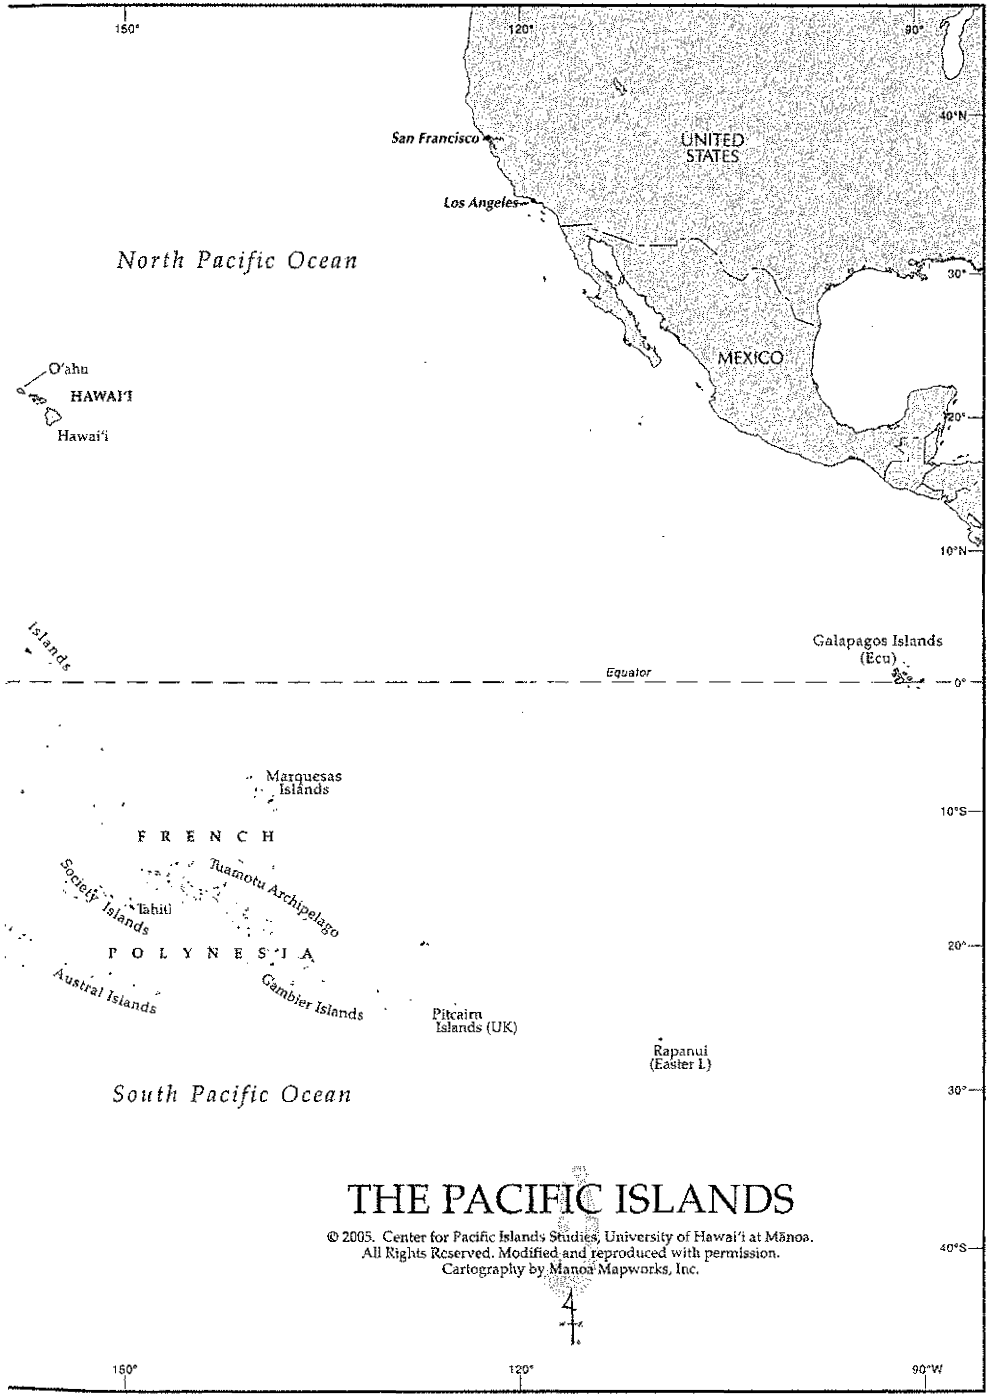 150°
120°
90°
40°N
San Francisco
UNITED
STATES
Los Angeles
North Pacific Ocean
30°
MEXICO
O'ahu
HAWAI'I
20°
Hawai'i
10°N
Islands
Galapagos Islands
(Ecu)
Equator
0°
Marquesas
Islands
10°S
F R E N C H
Tuamotu Archipelago
Society Islands
Tahiti
P O L Y N E S I A
20°
Austral Islands
Gambier Islands
Pitcairn
Islands (UK)
Rapanui
(Easter I.)
South Pacific Ocean
30°
THE PACIFIC ISLANDS
© 2005. Center for Pacific Islands Studies, University of Hawai'i at Mānoa.
All Rights Reserved. Modified and reproduced with permission.
Cartography by Manoa Mapworks, Inc.
40°S
150°
120°
90°W